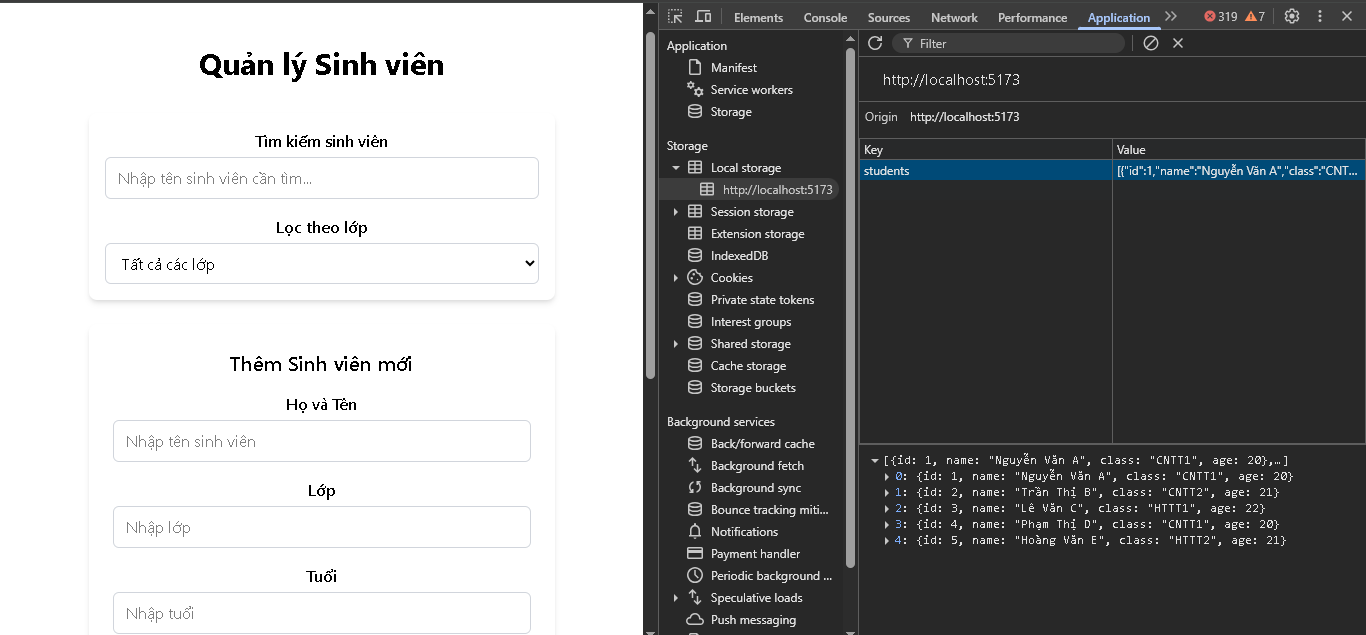 Quản lý Sinh viên
Tìm kiếm sinh viên
Nhập tên sinh viên cần tìm...
Lọc theo lớp
Tất cả các lớp
Thêm Sinh viên mới
Họ và Tên
Nhập tên sinh viên
Lớp
Nhập lớp
Tuổi
Nhập tuổi
Elements Console Sources Network Performance Application 319 7
Application
Manifest
Service workers
Storage
Storage
Local storage
http://localhost:5173
Session storage
Extension storage
IndexedDB
Cookies
Private state tokens
Interest groups
Shared storage
Cache storage
Storage buckets
Background services
Back/forward cache
Background fetch
Background sync
Bounce tracking miti...
Notifications
Payment handler
Periodic background ...
Speculative loads
Push messaging
Filter
http://localhost:5173
Origin http://localhost:5173
Key Value
students [{"id":1,"name":"Nguyễn Văn A","class":"CNT...
[{id: 1, name: "Nguyễn Văn A", class: "CNTT1", age: 20},…]
0: {id: 1, name: "Nguyễn Văn A", class: "CNTT1", age: 20}
1: {id: 2, name: "Trần Thị B", class: "CNTT2", age: 21}
2: {id: 3, name: "Lê Văn C", class: "HTTT1", age: 22}
3: {id: 4, name: "Phạm Thị D", class: "CNTT1", age: 20}
4: {id: 5, name: "Hoàng Văn E", class: "HTTT2", age: 21}